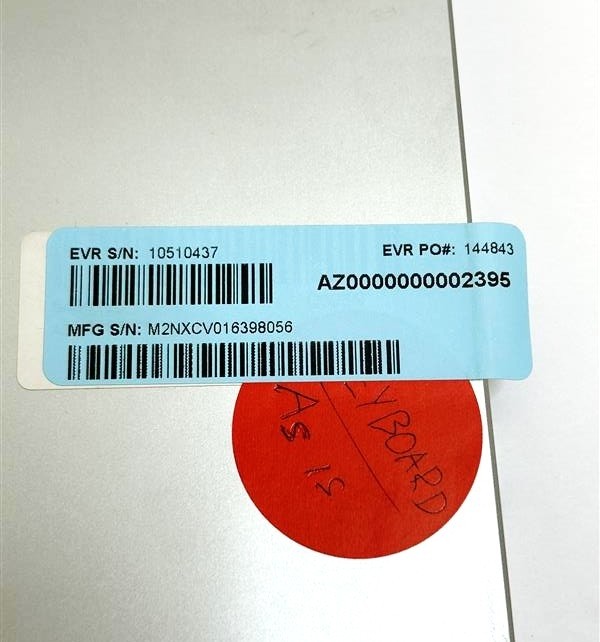 EVR S/N: 10510437
EVR PO#: 144843
AZ0000000002395
MFG S/N: M2NXCV016398056
AS IS